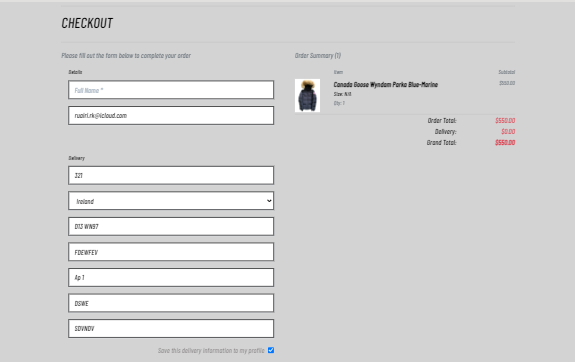 CHECKOUT
Please fill out the form below to complete your order
Details
Full Name *
ruairi.rk@icloud.com
Delivery
321
Ireland
D13 WN97
FDEWFEV
Ap 1
DSWE
SDVNDV
Save this delivery information to my profile
Order Summary (1)
Item
Subtotal
Canada Goose Wyndam Parka Blue-Marine
$550.00
Size: N/A
Qty: 1
Order Total: $550.00
Delivery: $0.00
Grand Total: $550.00